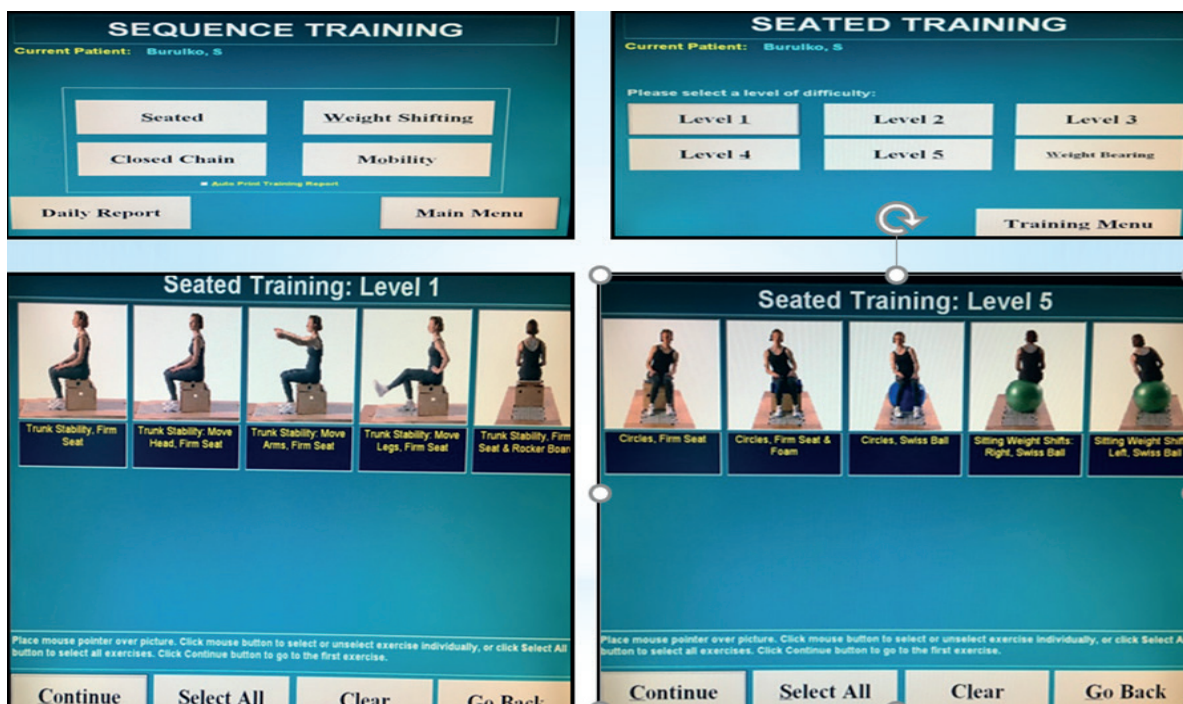 SEQUENCE TRAINING
Current Patient: Burulko, S
Seated
Weight Shifting
Closed Chain
Mobility
Auto Print Training Report
Daily Report
Main Menu
SEATED TRAINING
Current Patient: Burulko, S
Please select a level of difficulty:
Level 1
Level 2
Level 3
Level 4
Level 5
Weight Bearing
Training Menu
Seated Training: Level 1
Trunk Stability, Firm
Seat
Trunk Stability: Move
Head, Firm Seat
Trunk Stability: Move
Arms, Firm Seat
Trunk Stability: Move
Legs, Firm Seat
Trunk Stability, Firm
Seat & Rocker Board
Place mouse pointer over picture. Click mouse button to select or unselect exercise individually, or click Select All
button to select all exercises. Click Continue button to go to the first exercise.
Continue
Select All
Clear
Go Back
Seated Training: Level 5
Circles, Firm Seat
Circles, Firm Seat &
Foam
Circles, Swiss Ball
Sitting Weight Shifts:
Right, Swiss Ball
Sitting Weight Shif
Left, Swiss Ball
Place mouse pointer over picture. Click mouse button to select or unselect exercise individually, or click Select A
button to select all exercises. Click Continue button to go to the first exercise.
Continue
Select All
Clear
Go Back